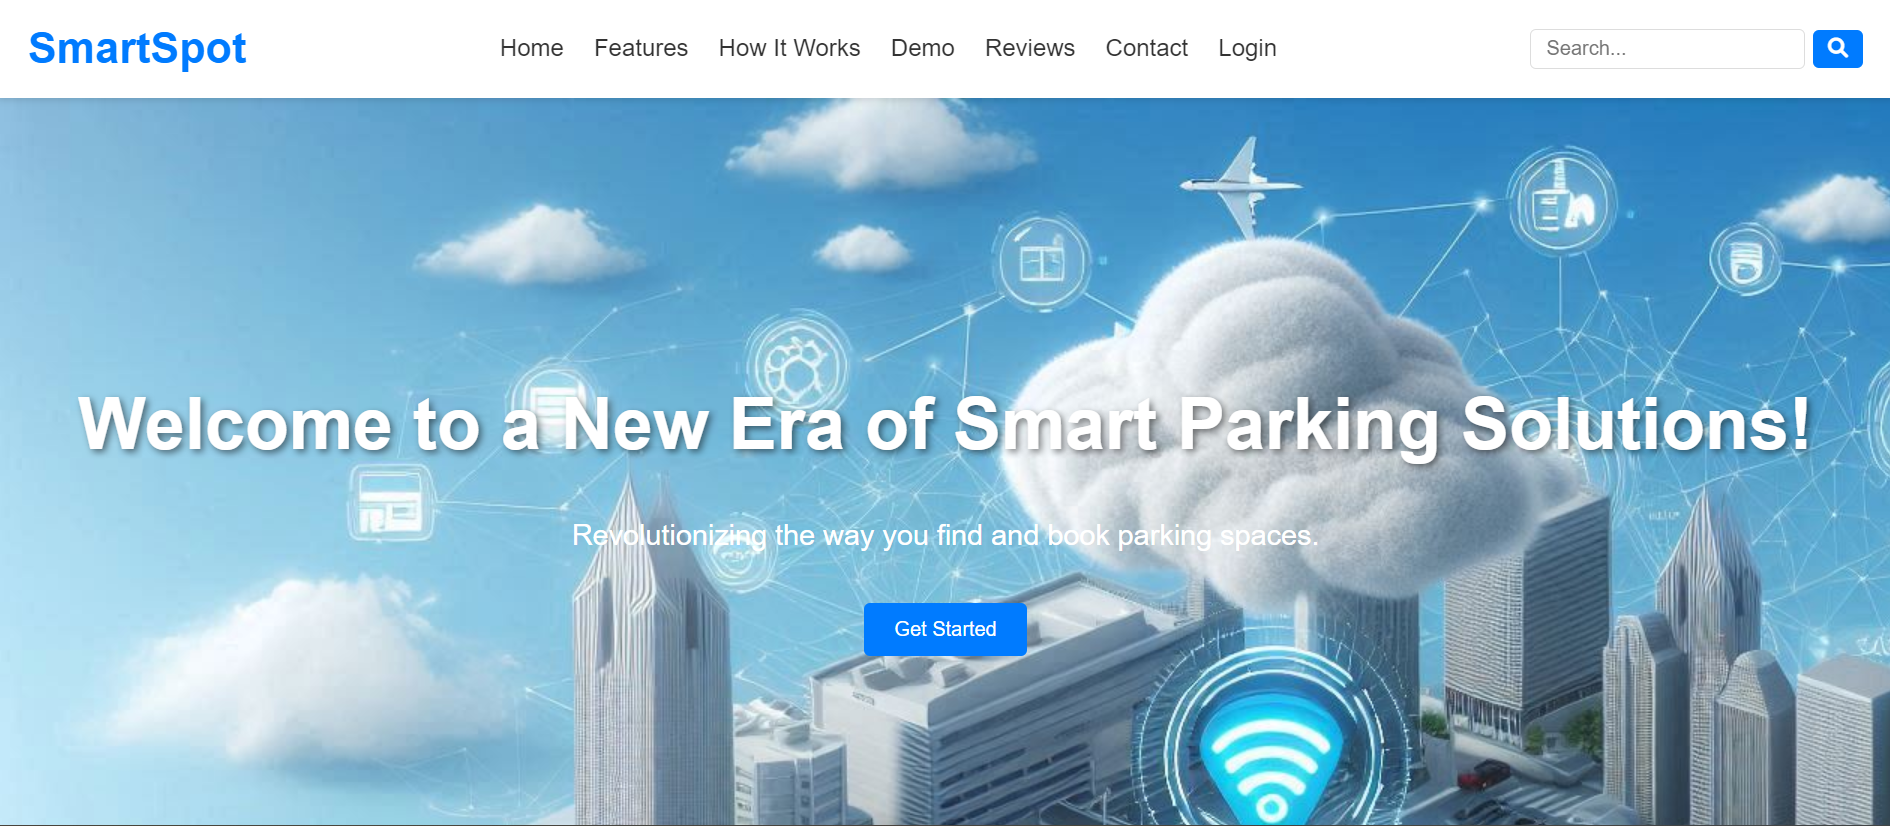 SmartSpot
Home Features How It Works Demo Reviews Contact Login
Search...
Welcome to a New Era of Smart Parking Solutions!
Revolutionizing the way you find and book parking spaces.
Get Started